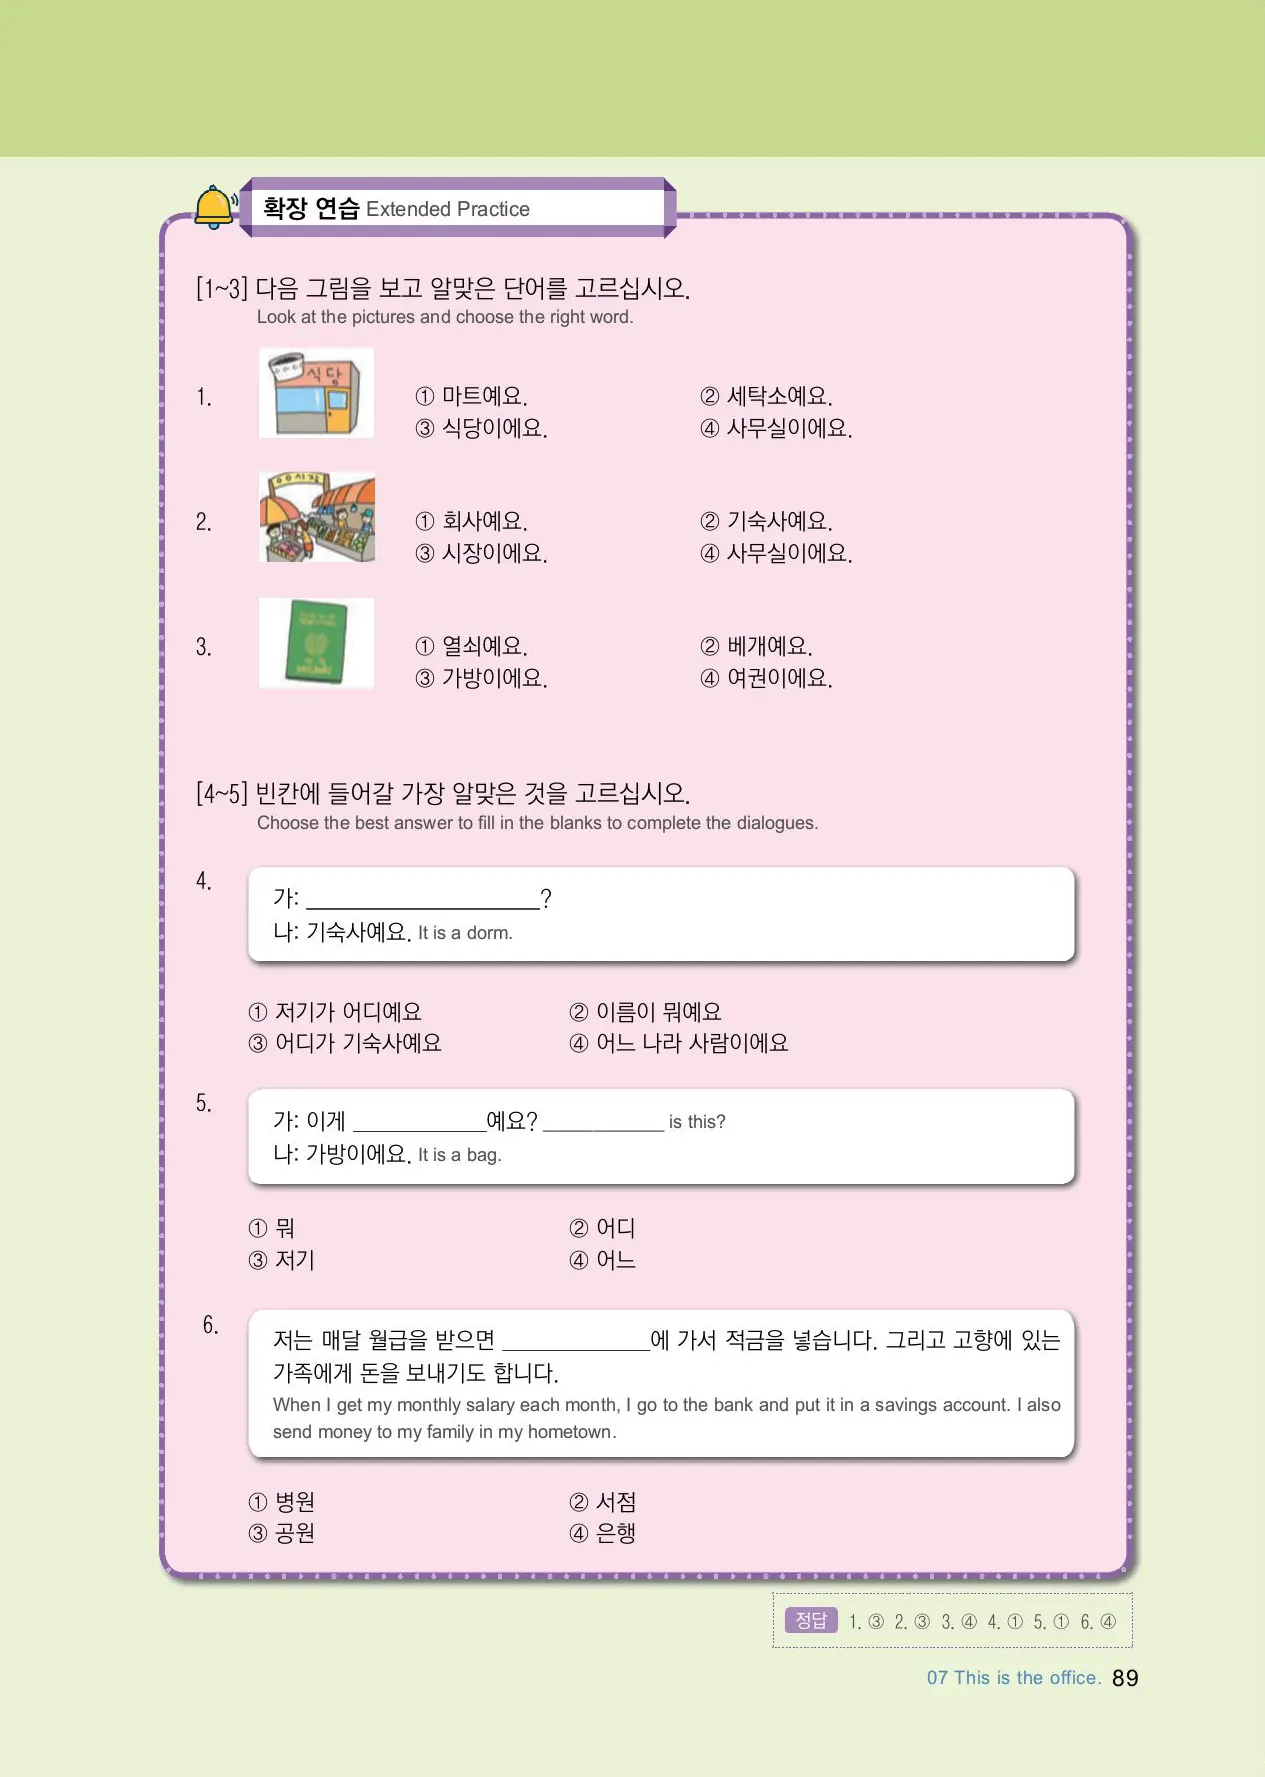 확장 연습 Extended Practice
[1~3] 다음 그림을 보고 알맞은 단어를 고르십시오.
Look at the pictures and choose the right word.
식당
1. ① 마트예요. ② 세탁소예요.
③ 식당이에요. ④ 사무실이에요.
ㅇㅇ시장
2. ① 회사예요. ② 기숙사예요.
③ 시장이에요. ④ 사무실이에요.
3. ① 열쇠예요. ② 베개예요.
③ 가방이에요. ④ 여권이에요.
[4~5] 빈칸에 들어갈 가장 알맞은 것을 고르십시오.
Choose the best answer to fill in the blanks to complete the dialogues.
4. 가: ____________________?
나: 기숙사예요. It is a dorm.
① 저기가 어디예요 ② 이름이 뭐예요
③ 어디가 기숙사예요 ④ 어느 나라 사람이에요
5. 가: 이게 ____________예요? ____________ is this?
나: 가방이에요. It is a bag.
① 뭐 ② 어디
③ 저기 ④ 어느
6. 저는 매달 월급을 받으면 _____________에 가서 적금을 넣습니다. 그리고 고향에 있는
가족에게 돈을 보내기도 합니다.
When I get my monthly salary each month, I go to the bank and put it in a savings account. I also
send money to my family in my hometown.
① 병원 ② 서점
③ 공원 ④ 은행
정답 1. ③ 2. ③ 3. ④ 4. ① 5. ① 6. ④
07 This is the office. 89